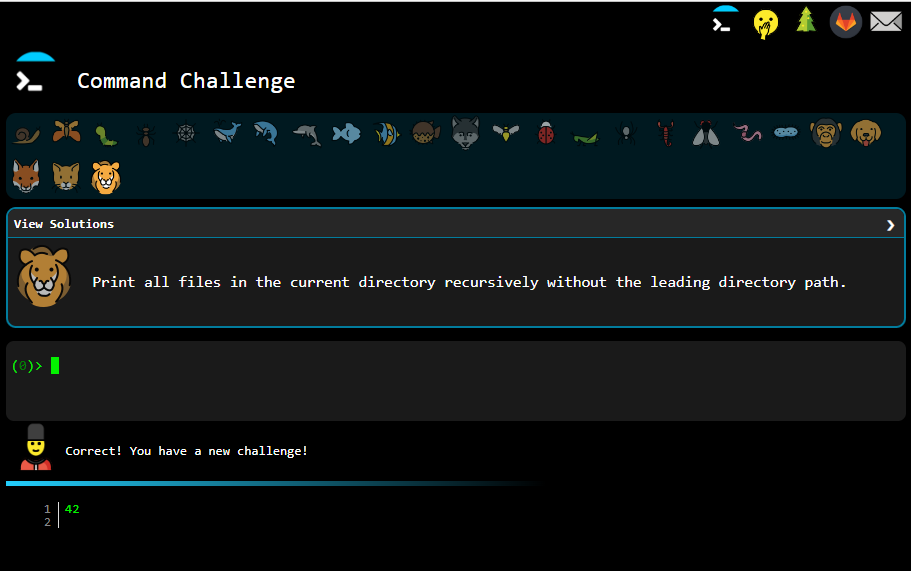 Command Challenge
View Solutions
Print all files in the current directory recursively without the leading directory path.
(0)>
Correct! You have a new challenge!
1 42
2